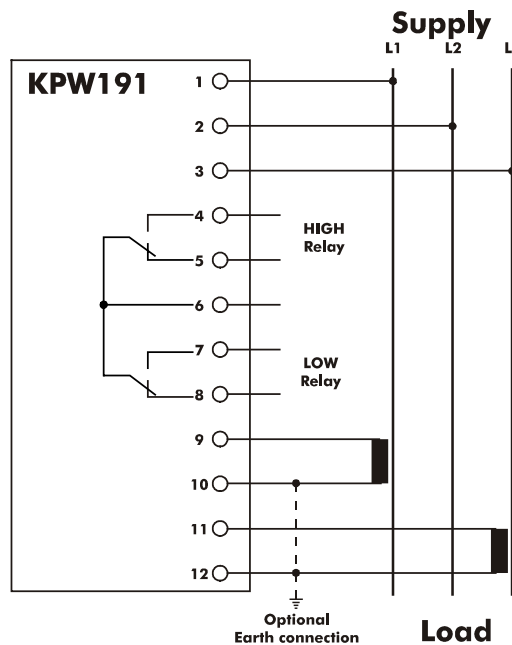 Supply
L1 L2 L
KPW191
1
2
3
4
HIGH
Relay
5
6
7
LOW
Relay
8
9
10
11
12
Optional
Earth connection
Load